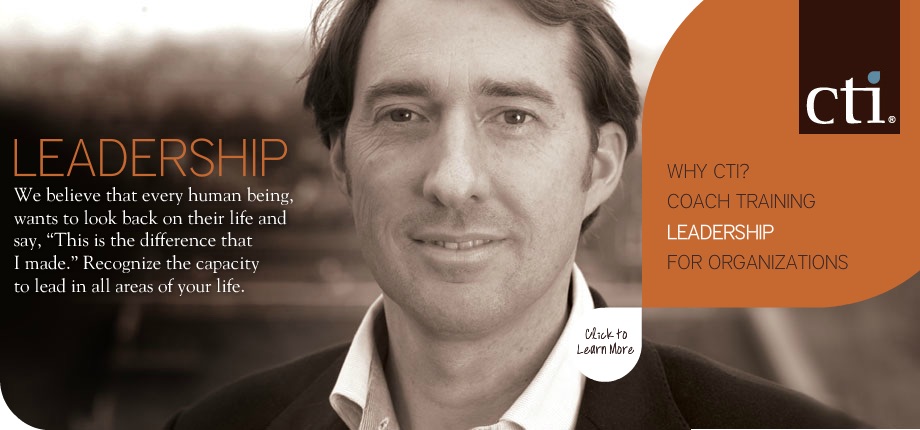 LEADERSHIP
We believe that every human being,
wants to look back on their life and
say, “This is the difference that
I made.” Recognize the capacity
to lead in all areas of your life.
Click to
Learn More
cti®
WHY CTI?
COACH TRAINING
LEADERSHIP
FOR ORGANIZATIONS